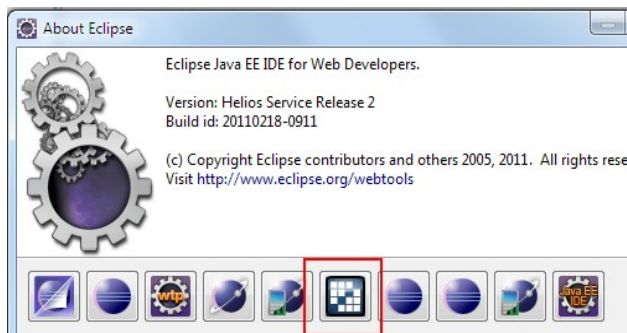 About Eclipse
Eclipse Java EE IDE for Web Developers.
Version: Helios Service Release 2
Build id: 20110218-0911
(c) Copyright Eclipse contributors and others 2005, 2011. All rights rese
Visit http://www.eclipse.org/webtools
wtp
Java EE
IDE